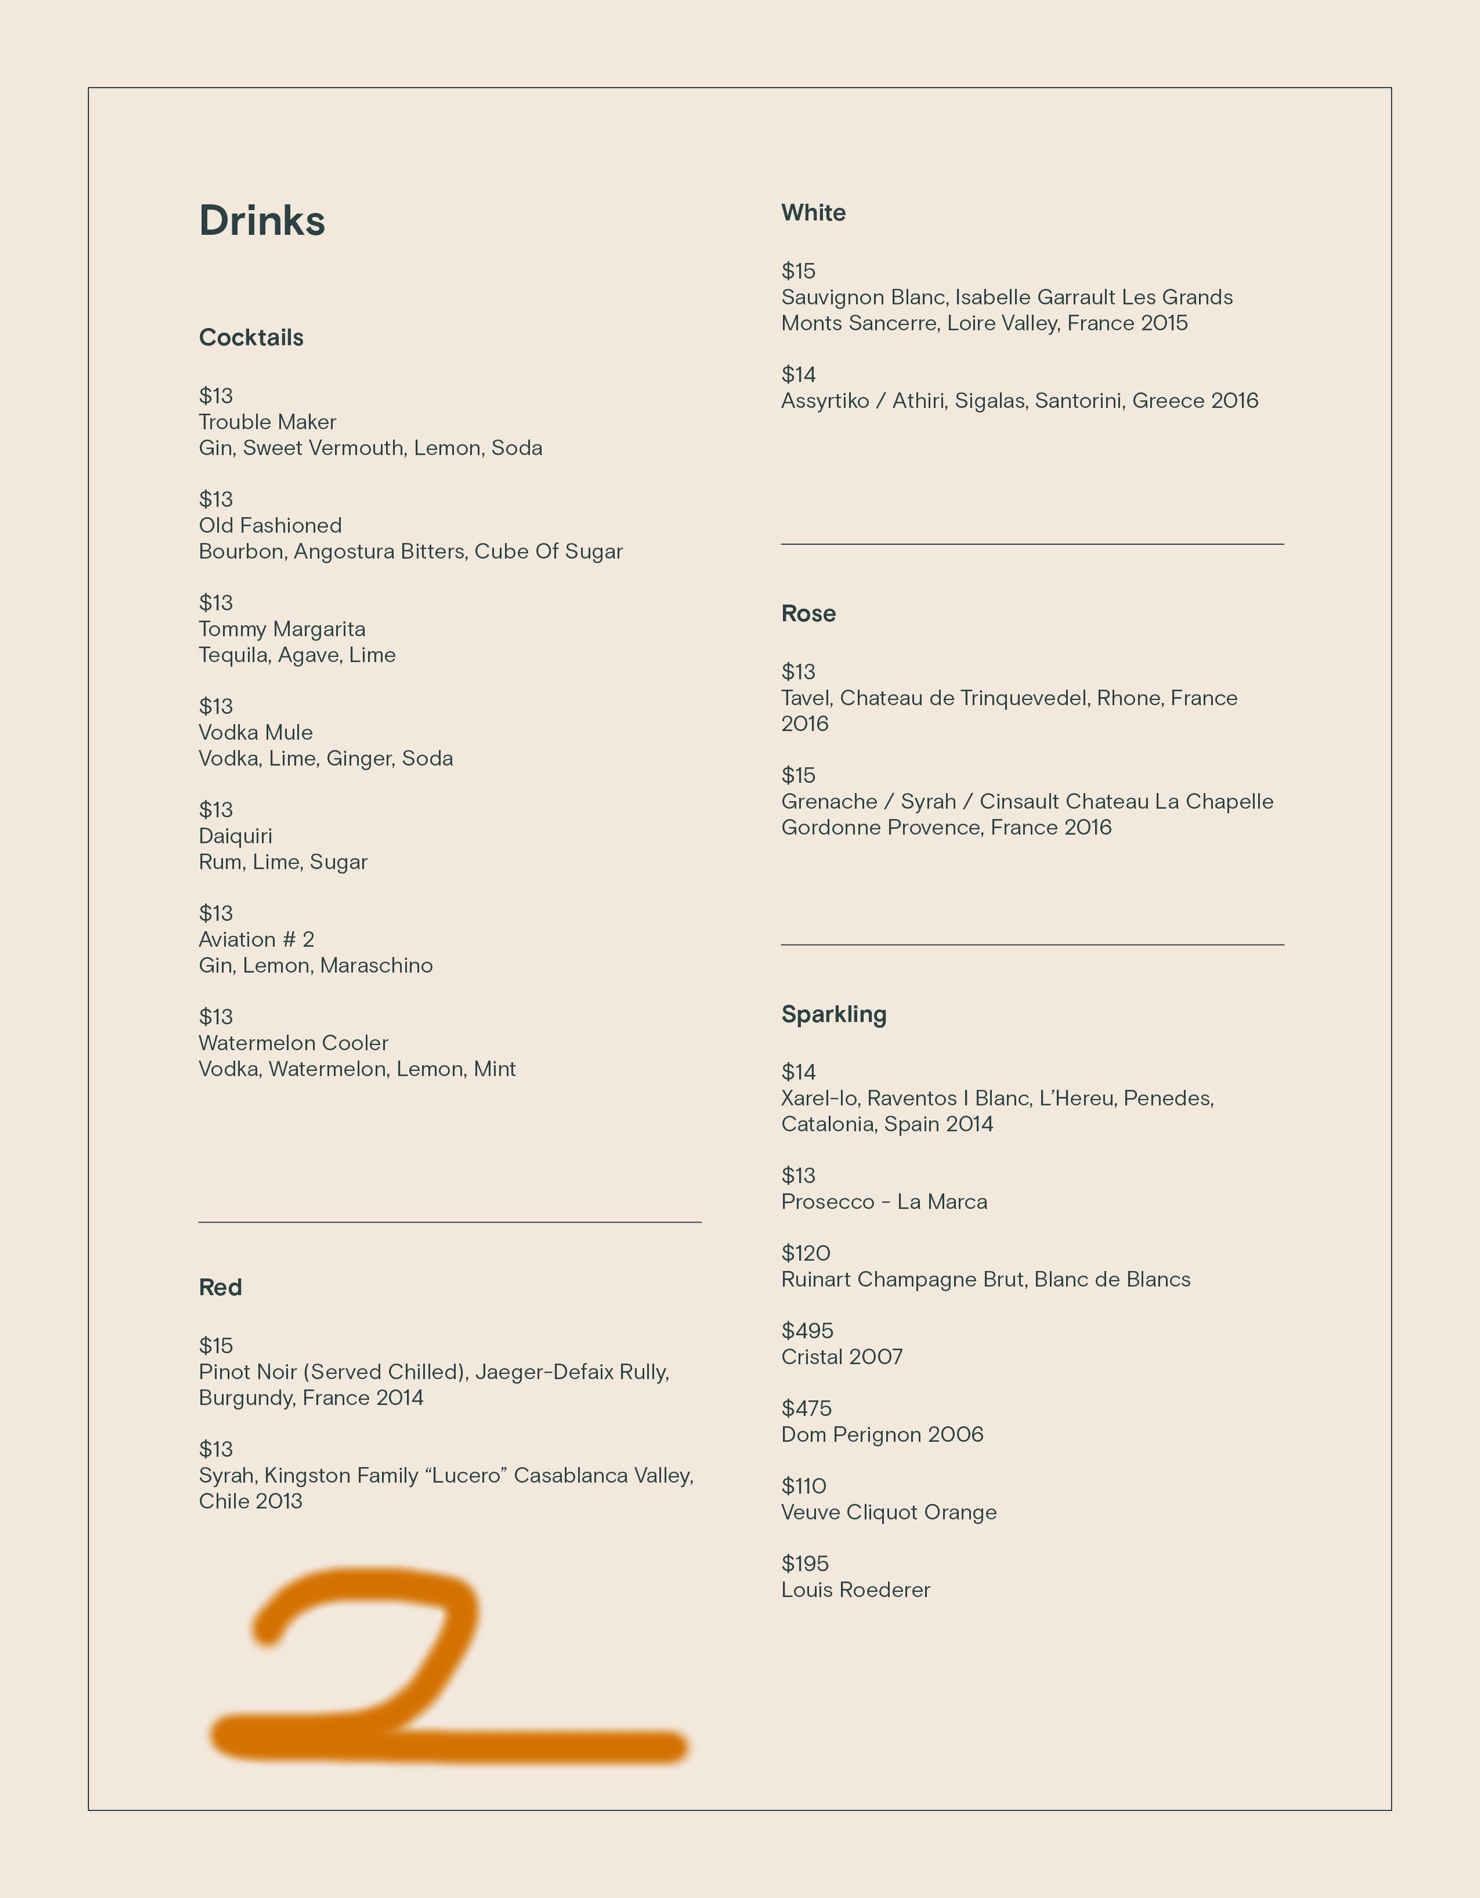 Drinks
Cocktails
$13
Trouble Maker
Gin, Sweet Vermouth, Lemon, Soda
$13
Old Fashioned
Bourbon, Angostura Bitters, Cube Of Sugar
$13
Tommy Margarita
Tequila, Agave, Lime
$13
Vodka Mule
Vodka, Lime, Ginger, Soda
$13
Daiquiri
Rum, Lime, Sugar
$13
Aviation # 2
Gin, Lemon, Maraschino
$13
Watermelon Cooler
Vodka, Watermelon, Lemon, Mint
Red
$15
Pinot Noir (Served Chilled), Jaeger-Defaix Rully,
Burgundy, France 2014
$13
Syrah, Kingston Family “Lucero” Casablanca Valley,
Chile 2013
2
White
$15
Sauvignon Blanc, Isabelle Garrault Les Grands
Monts Sancerre, Loire Valley, France 2015
$14
Assyrtiko / Athiri, Sigalas, Santorini, Greece 2016
Rose
$13
Tavel, Chateau de Trinquevedel, Rhone, France
2016
$15
Grenache / Syrah / Cinsault Chateau La Chapelle
Gordonne Provence, France 2016
Sparkling
$14
Xarel-lo, Raventos I Blanc, L’Hereu, Penedes,
Catalonia, Spain 2014
$13
Prosecco - La Marca
$120
Ruinart Champagne Brut, Blanc de Blancs
$495
Cristal 2007
$475
Dom Perignon 2006
$110
Veuve Cliquot Orange
$195
Louis Roederer